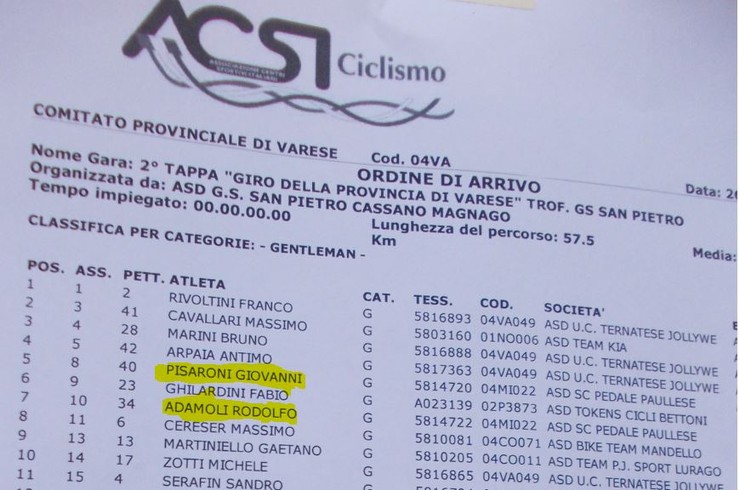 ACSI Ciclismo
ASSOCIAZIONE CENTRI SPORTIVI ITALIANI
COMITATO PROVINCIALE DI VARESE Cod. 04VA
ORDINE DI ARRIVO Data: 26
Nome Gara: 2° TAPPA "GIRO DELLA PROVINCIA DI VARESE" TROF. GS SAN PIETRO
Organizzata da: ASD G.S. SAN PIETRO CASSANO MAGNAGO
Tempo impiegato: 00.00.00.00 Lunghezza del percorso: 57.5 Km Media:
CLASSIFICA PER CATEGORIE: - GENTLEMAN -
POS. ASS. PETT. ATLETA CAT. TESS. COD. SOCIETA'
1 1 2 RIVOLTINI FRANCO G 5816893 04VA049 ASD U.C. TERNATESE JOLLYWE
2 3 41 CAVALLARI MASSIMO G 5803160 01NO006 ASD TEAM KIA
3 4 28 MARINI BRUNO G 5816888 04VA049 ASD U.C. TERNATESE JOLLYWE
4 5 42 ARPAIA ANTIMO G 5817363 04VA049 ASD U.C. TERNATESE JOLLYWE
5 8 40 PISARONI GIOVANNI G 5814720 04MI022 ASD SC PEDALE PAULLESE
6 9 23 GHILARDINI FABIO G A023139 02P3873 ASD TOKENS CICLI BETTONI
7 10 34 ADAMOLI RODOLFO G 5814722 04MI022 ASD SC PEDALE PAULLESE
8 11 6 CERESER MASSIMO G 5810081 04CO071 ASD BIKE TEAM MANDELLO
9 13 13 MARTINIELLO GAETANO G 5810205 04CO011 ASD TEAM P.J. SPORT LURAGO
10 14 17 ZOTTI MICHELE G 5816865 04VA049 ASD U.C. TERNATESE JOLLYWE
11 15 4 SERAFIN SANDRO